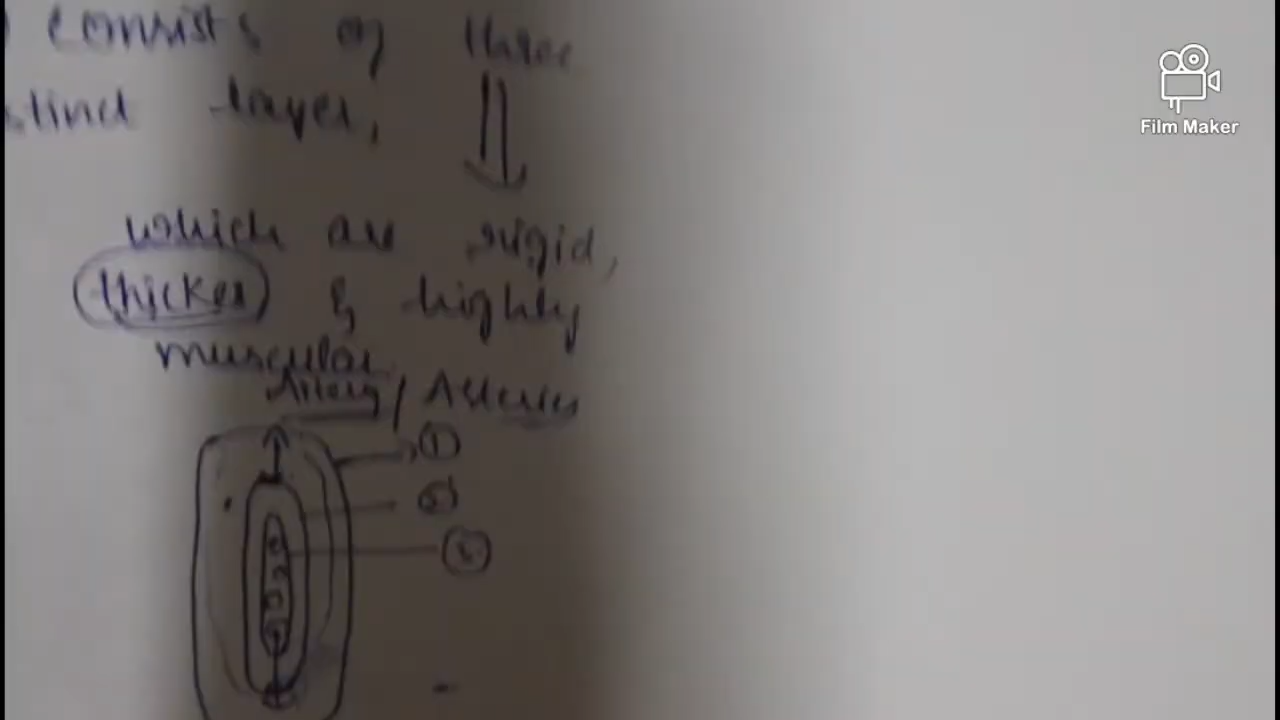 consists of three
stinct layer,
which are rigid,
thicker & highly
muscular
Artery / Arteries
1
2
3
Film Maker